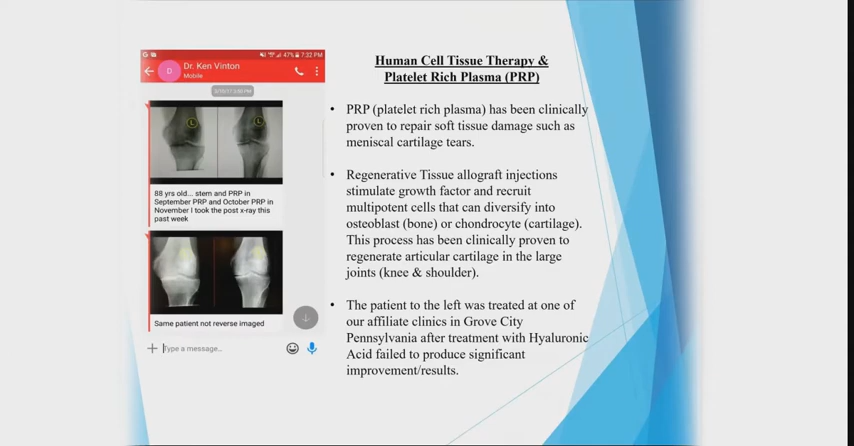 47% 7:32 PM
Dr. Ken Vinton
Mobile
D
88 yrs old... stem and PRP in
September PRP and October PRP in
November I took the post x-ray this
past week
Same patient not reverse imaged
Type a message...
Human Cell Tissue Therapy &
Platelet Rich Plasma (PRP)
• PRP (platelet rich plasma) has been clinically
proven to repair soft tissue damage such as
meniscal cartilage tears.
• Regenerative Tissue allograft injections
stimulate growth factor and recruit
multipotent cells that can diversify into
osteoblast (bone) or chondrocyte (cartilage).
This process has been clinically proven to
regenerate articular cartilage in the large
joints (knee & shoulder).
• The patient to the left was treated at one of
our affiliate clinics in Grove City
Pennsylvania after treatment with Hyaluronic
Acid failed to produce significant
improvement/results.